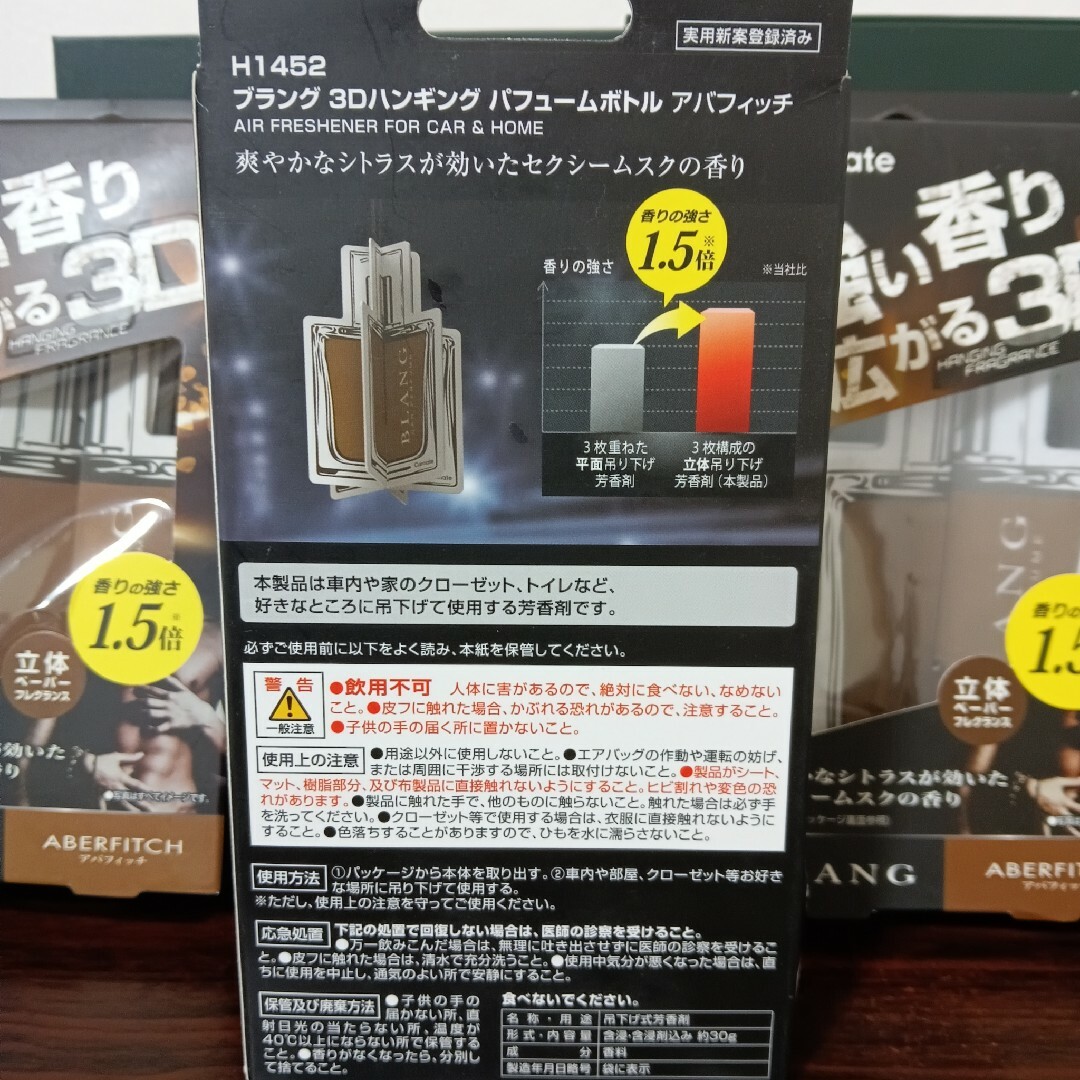 実用新案登録済み
H1452
ブラング 3Dハンギング パフュームボトル アバフィッチ
AIR FRESHENER FOR CAR & HOME
爽やかなシトラスが効いたセクシームスクの香り
香りの強さ
1.5倍※
香りの強さ
※当社比
BLANG
3枚重ねた
平面吊り下げ
芳香剤
3枚構成の
立体吊り下げ
芳香剤(本製品)
本製品は車内や家のクローゼット、トイレなど、
好きなところに吊下げて使用する芳香剤です。
必ずご使用前に以下をよく読み、本紙を保管してください。
警告
一般注意
●飲用不可 人体に害があるので、絶対に食べない、なめない
こと。●皮フに触れた場合、かぶれる恐れがあるので、注意すること。
●子供の手の届く所に置かないこと。
使用上の注意 ●用途以外に使用しないこと。●エアバッグの作動や運転の妨げ、
または周囲に干渉する場所には取付けないこと。●製品がシート、
マット、樹脂部分、及び布製品に直接触れないようにすること。ヒビ割れや変色の恐
れがあります。●製品に触れた手で、他のものに触らないこと。触れた場合は必ず手
を洗ってください。●クローゼット等で使用する場合は、衣服に直接触れないように
すること。●色落ちすることがありますので、ひもを水に濡らさないこと。
使用方法 ①パッケージから本体を取り出す。②車内や部屋、クローゼット等お好き
な場所に吊り下げて使用する。
※ただし、使用上の注意を守ってご使用ください。
応急処置 下記の処置で回復しない場合は、医師の診察を受けること。
●万一飲みこんだ場合は、無理に吐き出させずに医師の診察を受けるこ
と。●皮フに触れた場合は、清水で充分洗うこと。●使用中気分が悪くなった場合は、直
ちに使用を中止し、通気のよい所で安静にすること。
保管及び廃棄方法 ●子供の手の
届かない所、直
射日光の当たらない所、温度が
40℃以上にならない所で保管する
こと。●香りがなくなったら、分別し
て捨てること。
食べないでください。
名称・用途 吊下げ式芳香剤
形式・内容量 含浸・含浸剤込み 約30g
成分 香料
製造年月日略号 袋に表示
香り
がる3D
HANGING
FRAGRANCE
香りの強さ
1.5倍※
立体
ペーパー
フレグランス
が効いた
香り
●写真はすべてイメージです。
ABERFITCH
アバフィッチ
ate
強い香り
広がる3D
HANGING
FRAGRANCE
ANG
香りの
1.5
立体
ペーパー
フレグランス
かなシトラスが効いた
シームスクの香り
ANG
ABERFIT
アバフィッ